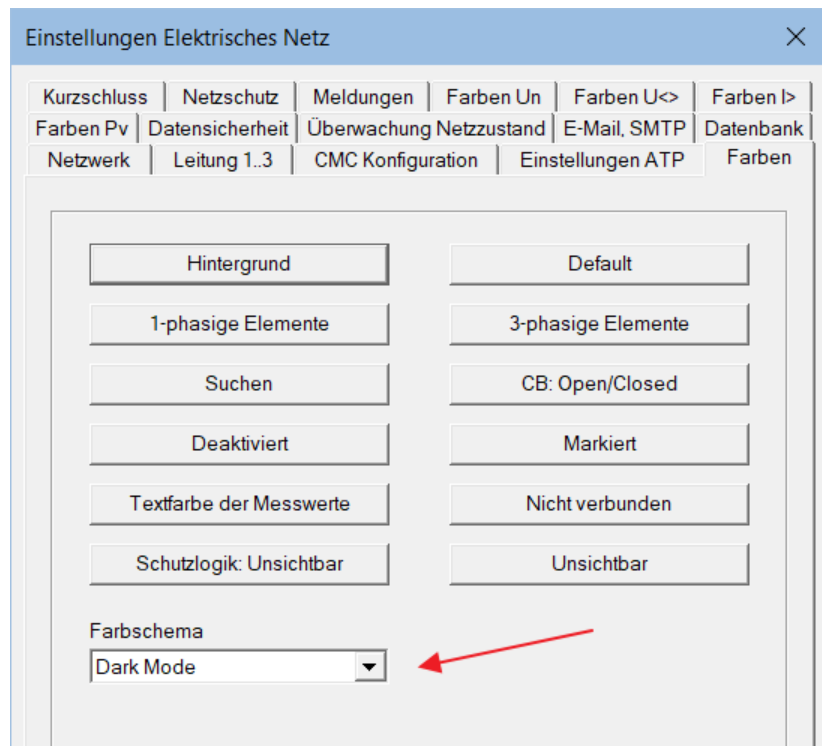 Einstellungen Elektrisches Netz
Kurzschluss Netzschutz Meldungen Farben Un Farben U<> Farben I>
Farben Pv Datensicherheit Überwachung Netzzustand E-Mail, SMTP Datenbank
Netzwerk Leitung 1..3 CMC Konfiguration Einstellungen ATP Farben
Hintergrund Default
1-phasige Elemente 3-phasige Elemente
Suchen CB: Open/Closed
Deaktiviert Markiert
Textfarbe der Messwerte Nicht verbunden
Schutzlogik: Unsichtbar Unsichtbar
Farbschema
Dark Mode